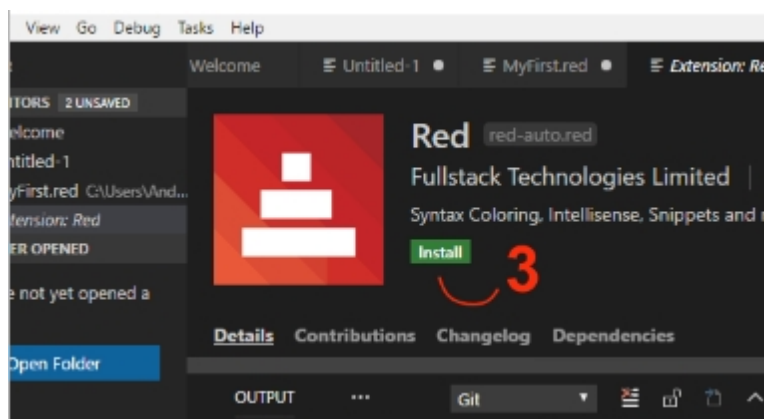 View Go Debug Tasks Help
Welcome Untitled-1 MyFirst.red Extension: Re
ITORS 2 UNSAVED
elcome
ntitled-1
yFirst.red C:\Users\And...
tension: Red
ER OPENED
e not yet opened a
Open Folder
Red red-auto.red
Fullstack Technologies Limited |
Syntax Coloring, Intellisense, Snippets and
Install
3
Details Contributions Changelog Dependencies
OUTPUT ... Git